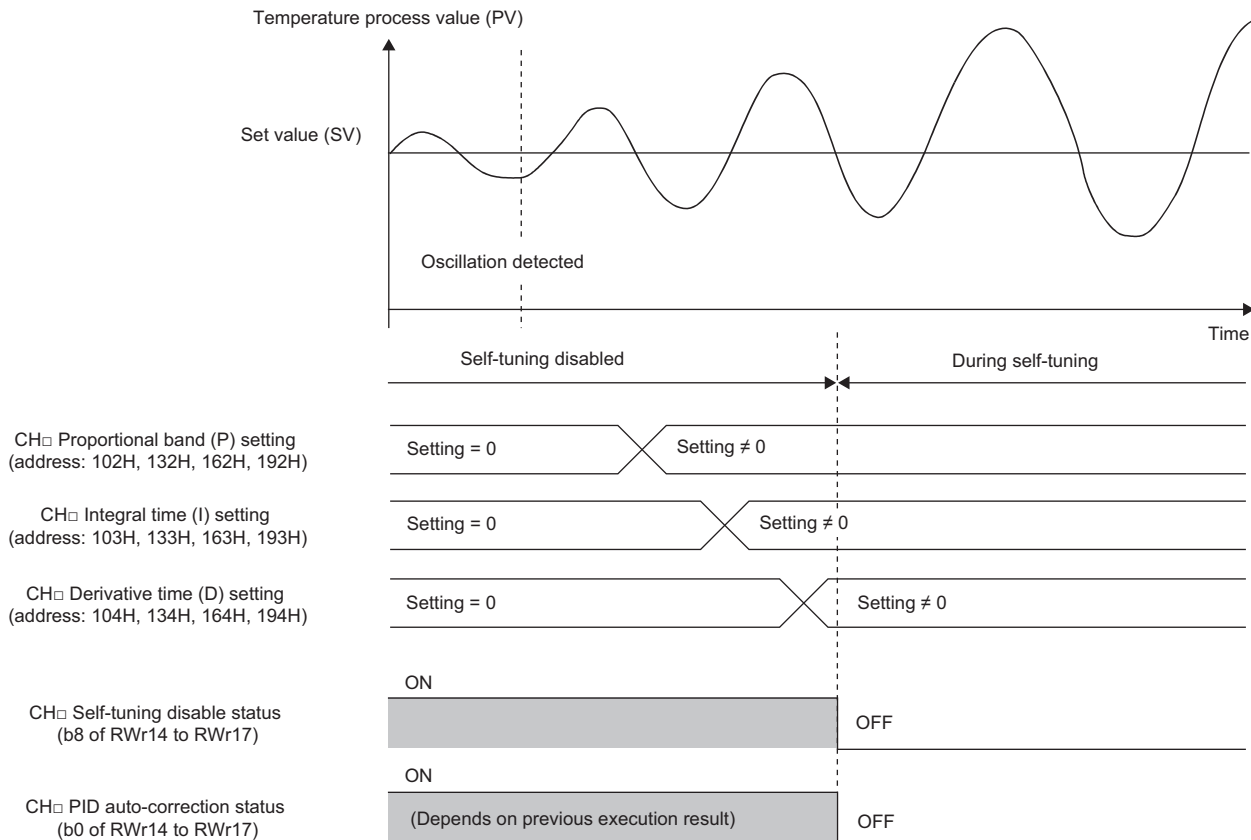 Temperature process value (PV)
Set value (SV)
Oscillation detected
Time
Self-tuning disabled
During self-tuning
CH□ Proportional band (P) setting
(address: 102H, 132H, 162H, 192H)
Setting = 0
Setting ≠ 0
CH□ Integral time (I) setting
(address: 103H, 133H, 163H, 193H)
Setting = 0
Setting ≠ 0
CH□ Derivative time (D) setting
(address: 104H, 134H, 164H, 194H)
Setting = 0
Setting ≠ 0
ON
CH□ Self-tuning disable status
(b8 of RWr14 to RWr17)
OFF
ON
CH□ PID auto-correction status
(b0 of RWr14 to RWr17)
(Depends on previous execution result)
OFF